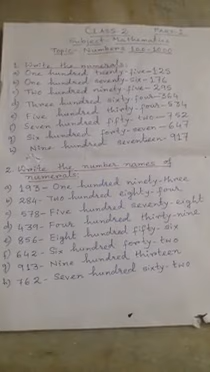 CLASS 2
Subject-Mathematics
Topic- Numbers 100-1000
1. Write the numerals.
a) One hundred twenty-five-125
b) One hundred seventy-six-176
c) Two hundred ninety-five-295
d) Three hundred sixty-four-364
e) Five hundred thirty-four-534
f) Seven hundred fifty-two-752
g) Six hundred forty-seven-647
h) Nine hundred seventeen-917
2. Write the number names of
numerals.
a) 193- One hundred ninety-three
b) 284- Two hundred eighty-four
c) 578- Five hundred seventy-eight
d) 439- Four hundred thirty-nine
e) 856- Eight hundred fifty-six
f) 642- Six hundred forty-two
g) 913- Nine hundred thirteen
h) 762- Seven hundred sixty-two